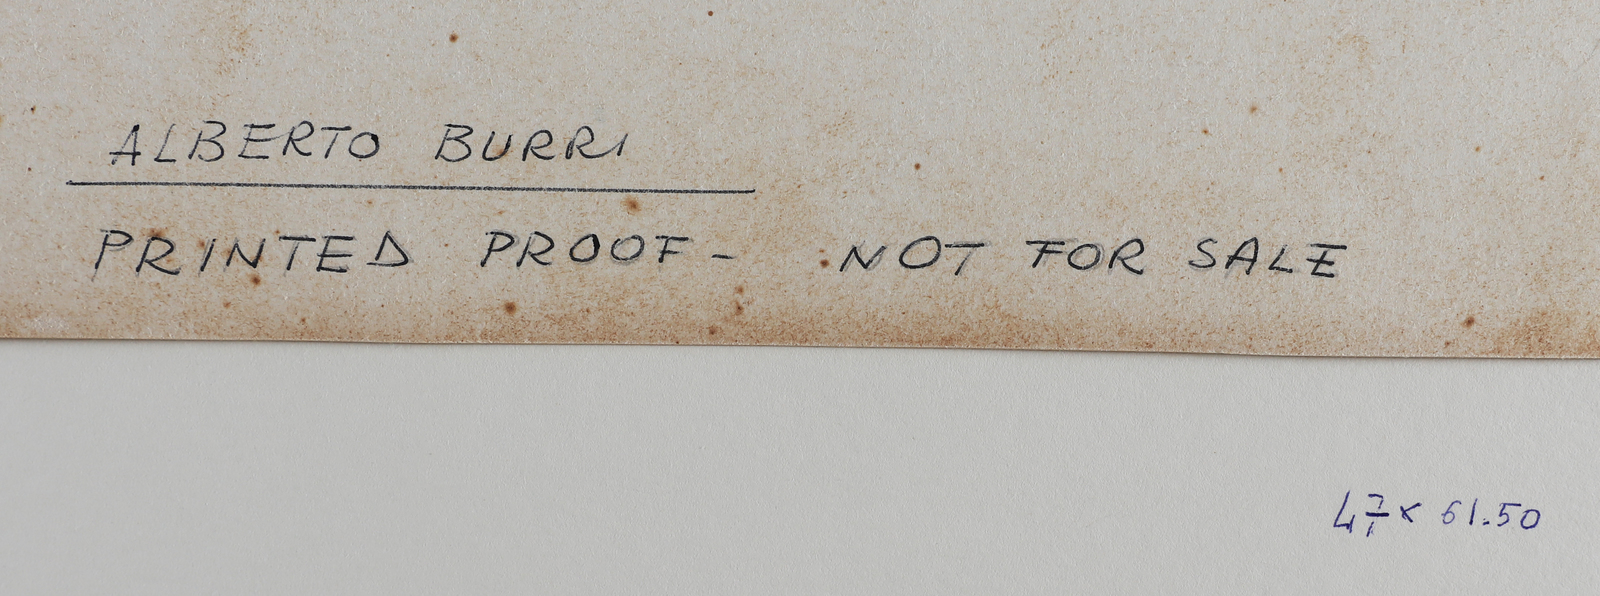 ALBERTO BURRI
PRINTED PROOF - NOT FOR SALE
47 x 61.50